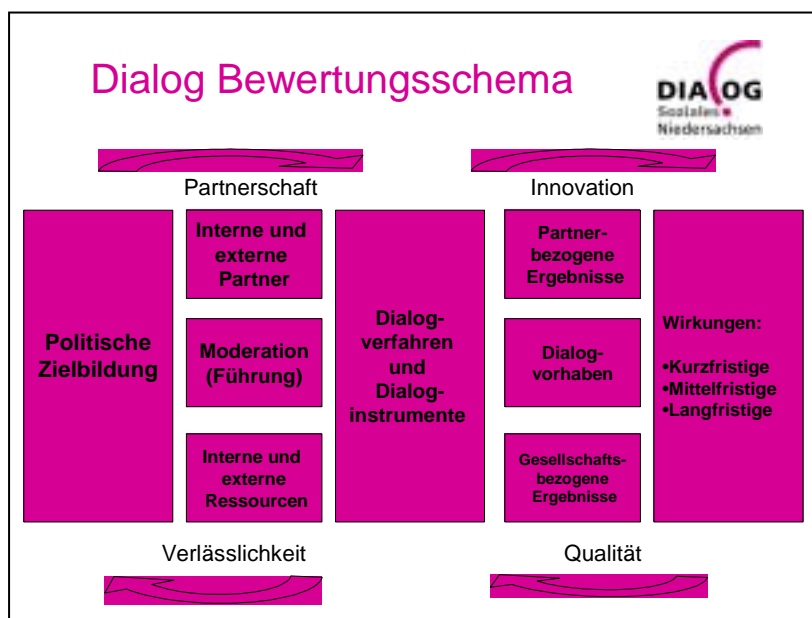 Dialog Bewertungsschema
DIALOG
Soziales
Niedersachsen
Partnerschaft
Innovation
Politische
Zielbildung
Interne und
externe
Partner
Moderation
(Führung)
Interne und
externe
Ressourcen
Dialog-
verfahren
und
Dialog-
instrumente
Partner-
bezogene
Ergebnisse
Dialog-
vorhaben
Gesellschafts-
bezogene
Ergebnisse
Wirkungen:
•Kurzfristige
•Mittelfristige
•Langfristige
Verlässlichkeit
Qualität